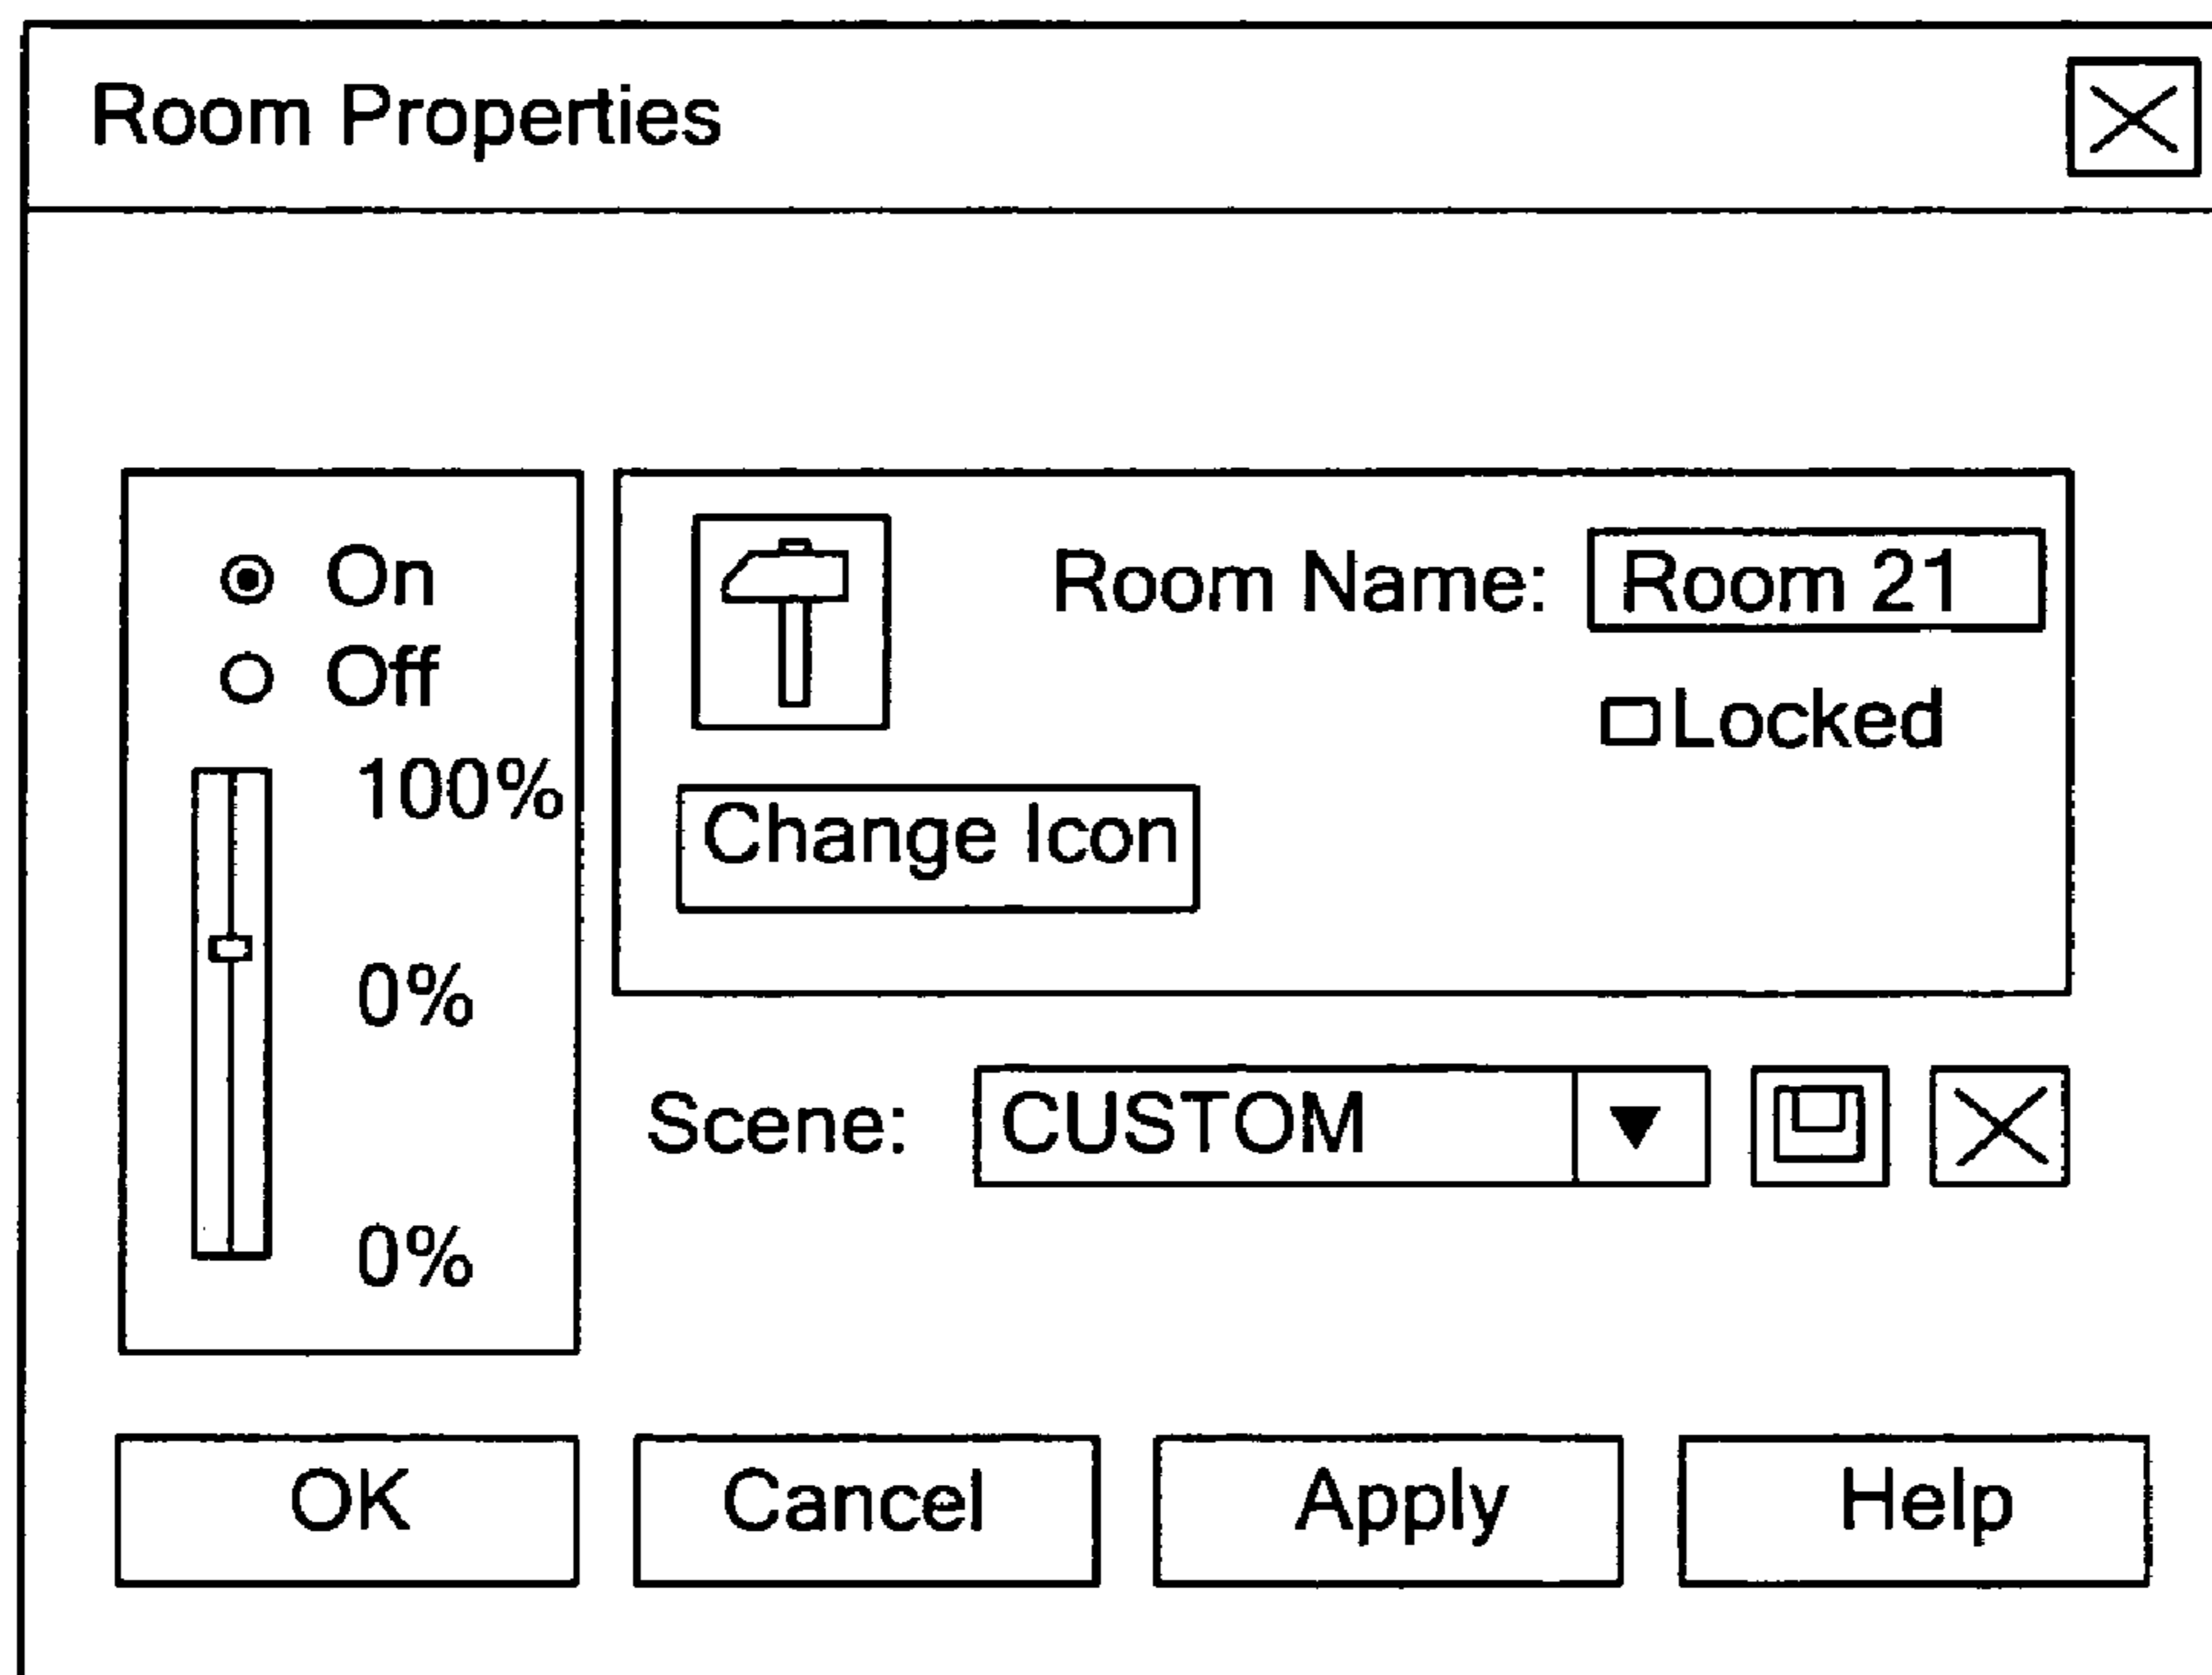 Room Properties
On
Off
100%
0%
0%
Room Name: Room 21
Locked
Change Icon
Scene: CUSTOM
OK Cancel Apply Help